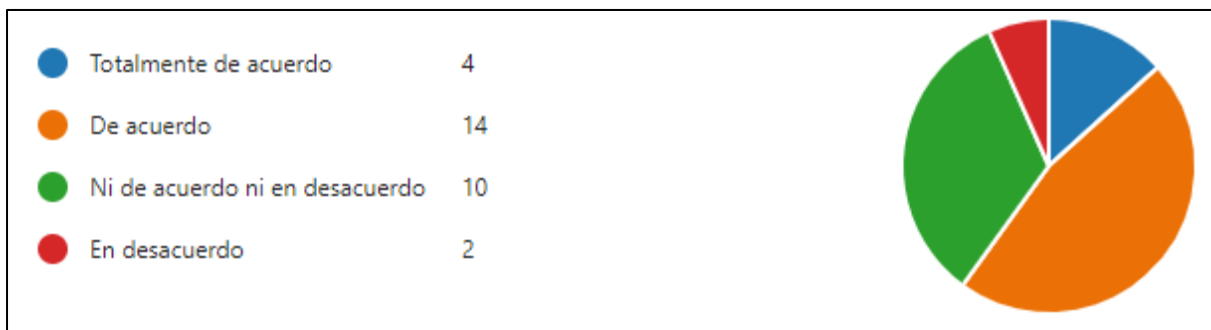 Totalmente de acuerdo 4
De acuerdo 14
Ni de acuerdo ni en desacuerdo 10
En desacuerdo 2